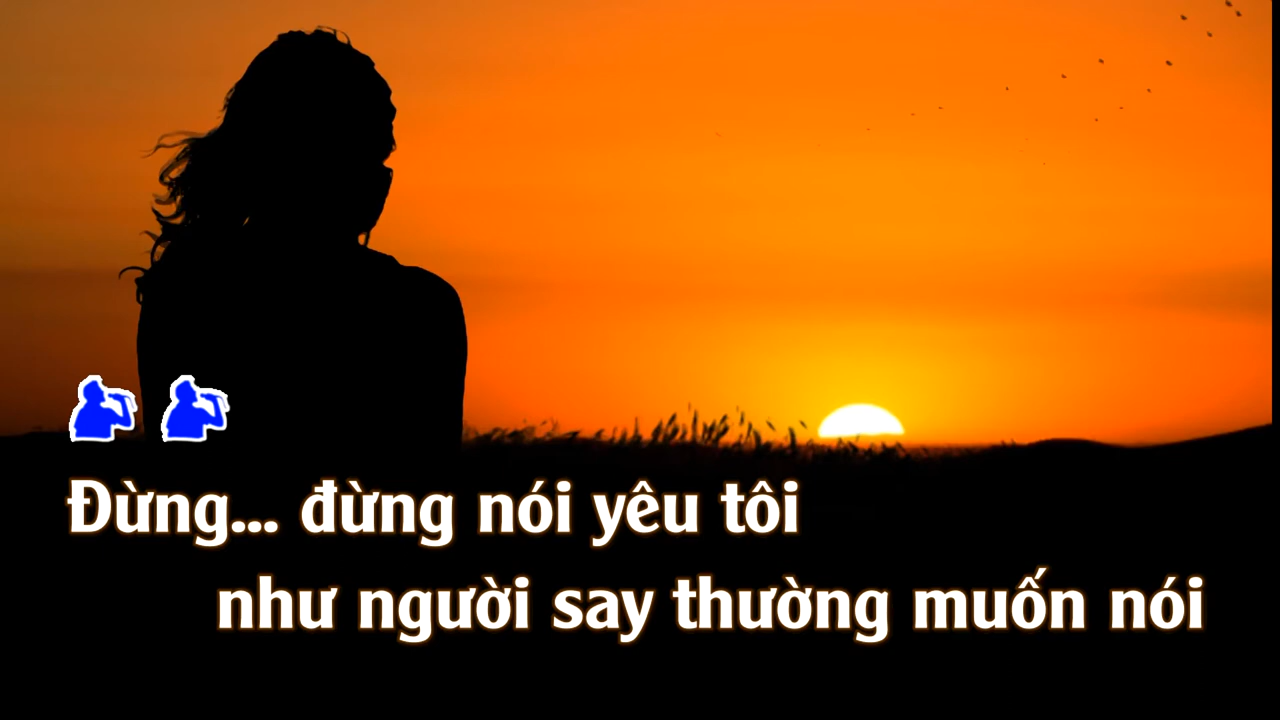 Đừng... đừng nói yêu tôi
như người say thường muốn nói